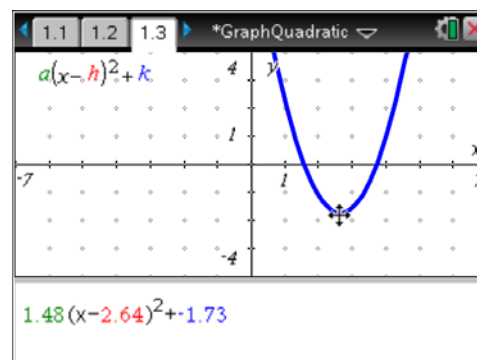 1.1 1.2 1.3 *GraphQuadratic
a(x-h)²+k
4 y
1
-7 1 x
-4
1.48(x-2.64)²+-1.73